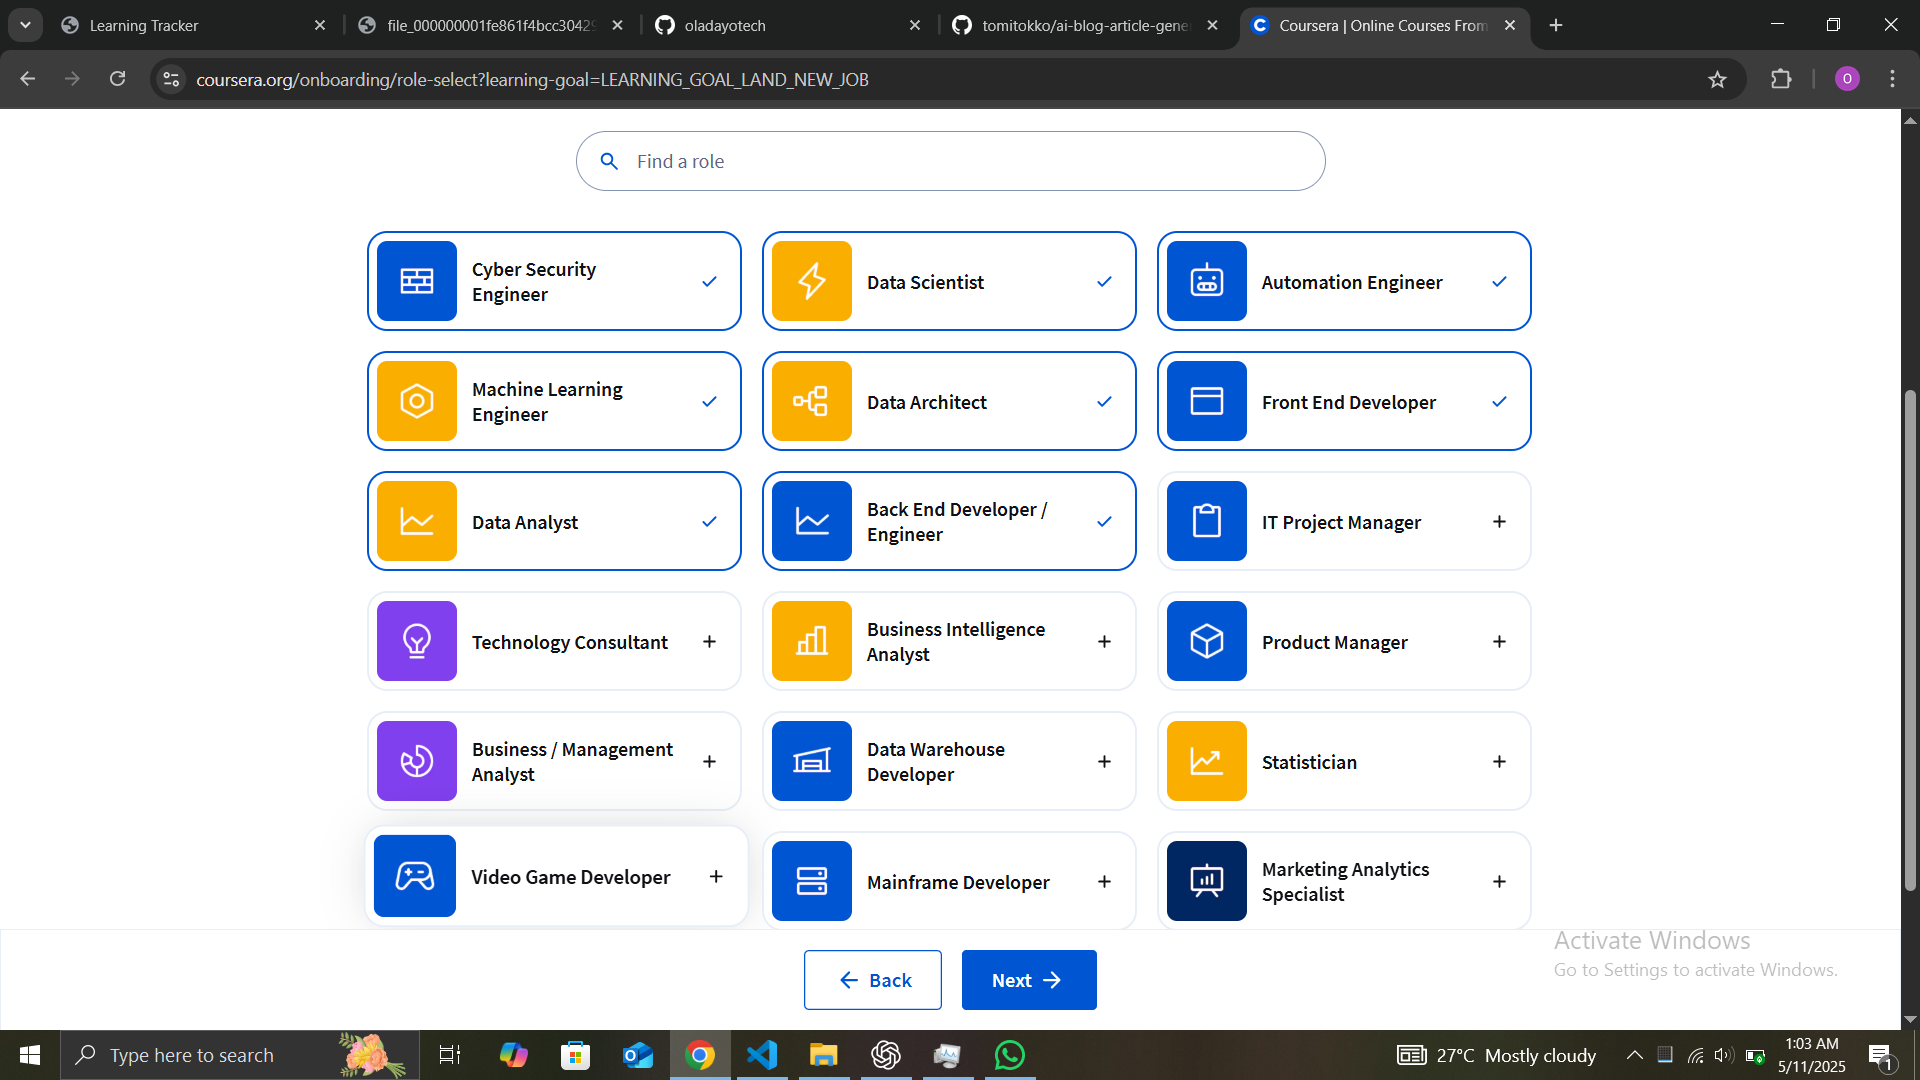 Learning Tracker
file_000000001fe861f4bcc30429
oladayotech
tomitokko/ai-blog-article-gene
Coursera | Online Courses From
coursera.org/onboarding/role-select?learning-goal=LEARNING_GOAL_LAND_NEW_JOB
O
Find a role
Cyber Security
Engineer
Data Scientist
Automation Engineer
Machine Learning
Engineer
Data Architect
Front End Developer
Data Analyst
Back End Developer /
Engineer
IT Project Manager
Technology Consultant
Business Intelligence
Analyst
Product Manager
Business / Management
Analyst
Data Warehouse
Developer
Statistician
Video Game Developer
Mainframe Developer
Marketing Analytics
Specialist
Activate Windows
Go to Settings to activate Windows.
Back
Next
Type here to search
27°C Mostly cloudy
1:03 AM
5/11/2025
1